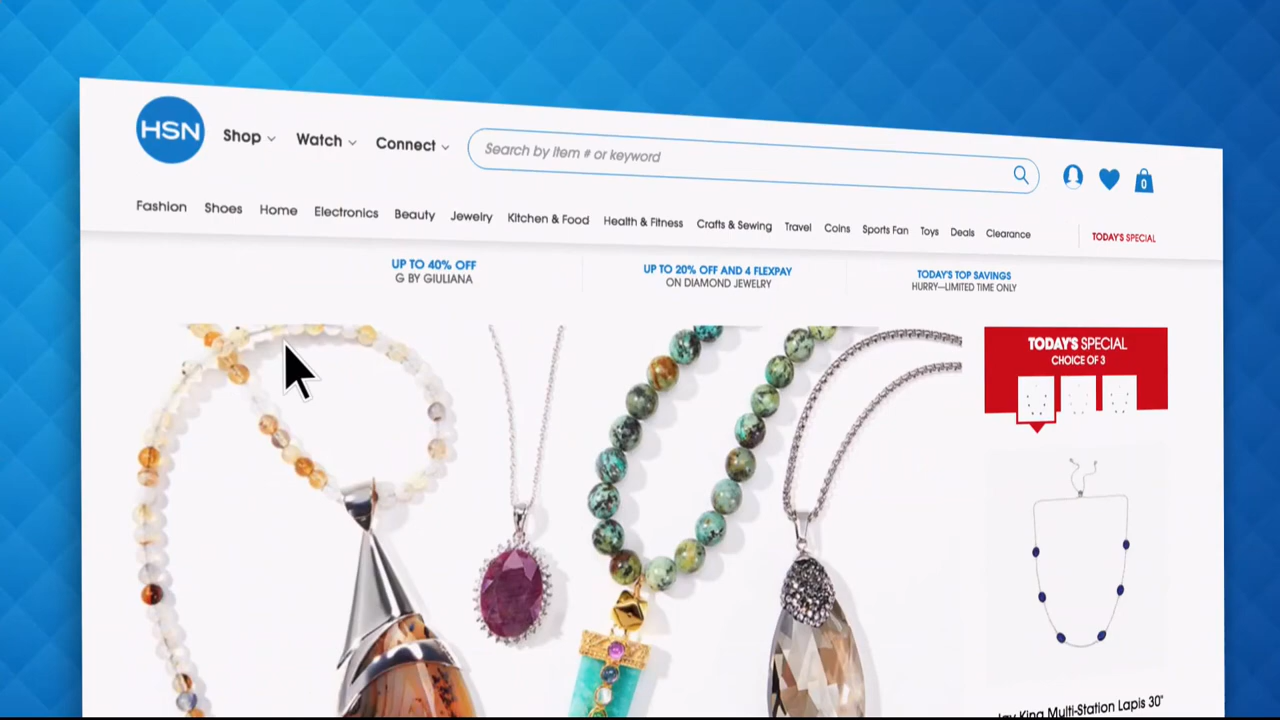 HSN
Shop
Watch
Connect
Search by item # or keyword
0
Fashion
Shoes
Home
Electronics
Beauty
Jewelry
Kitchen & Food
Health & Fitness
Crafts & Sewing
Travel
Coins
Sports Fan
Toys
Deals
Clearance
TODAY'S SPECIAL
UP TO 40% OFF
G BY GIULIANA
UP TO 20% OFF AND 4 FLEXPAY
ON DIAMOND JEWELRY
TODAY'S TOP SAVINGS
HURRY—LIMITED TIME ONLY
TODAY'S SPECIAL
CHOICE OF 3
Jay King Multi-Station Lapis 30"